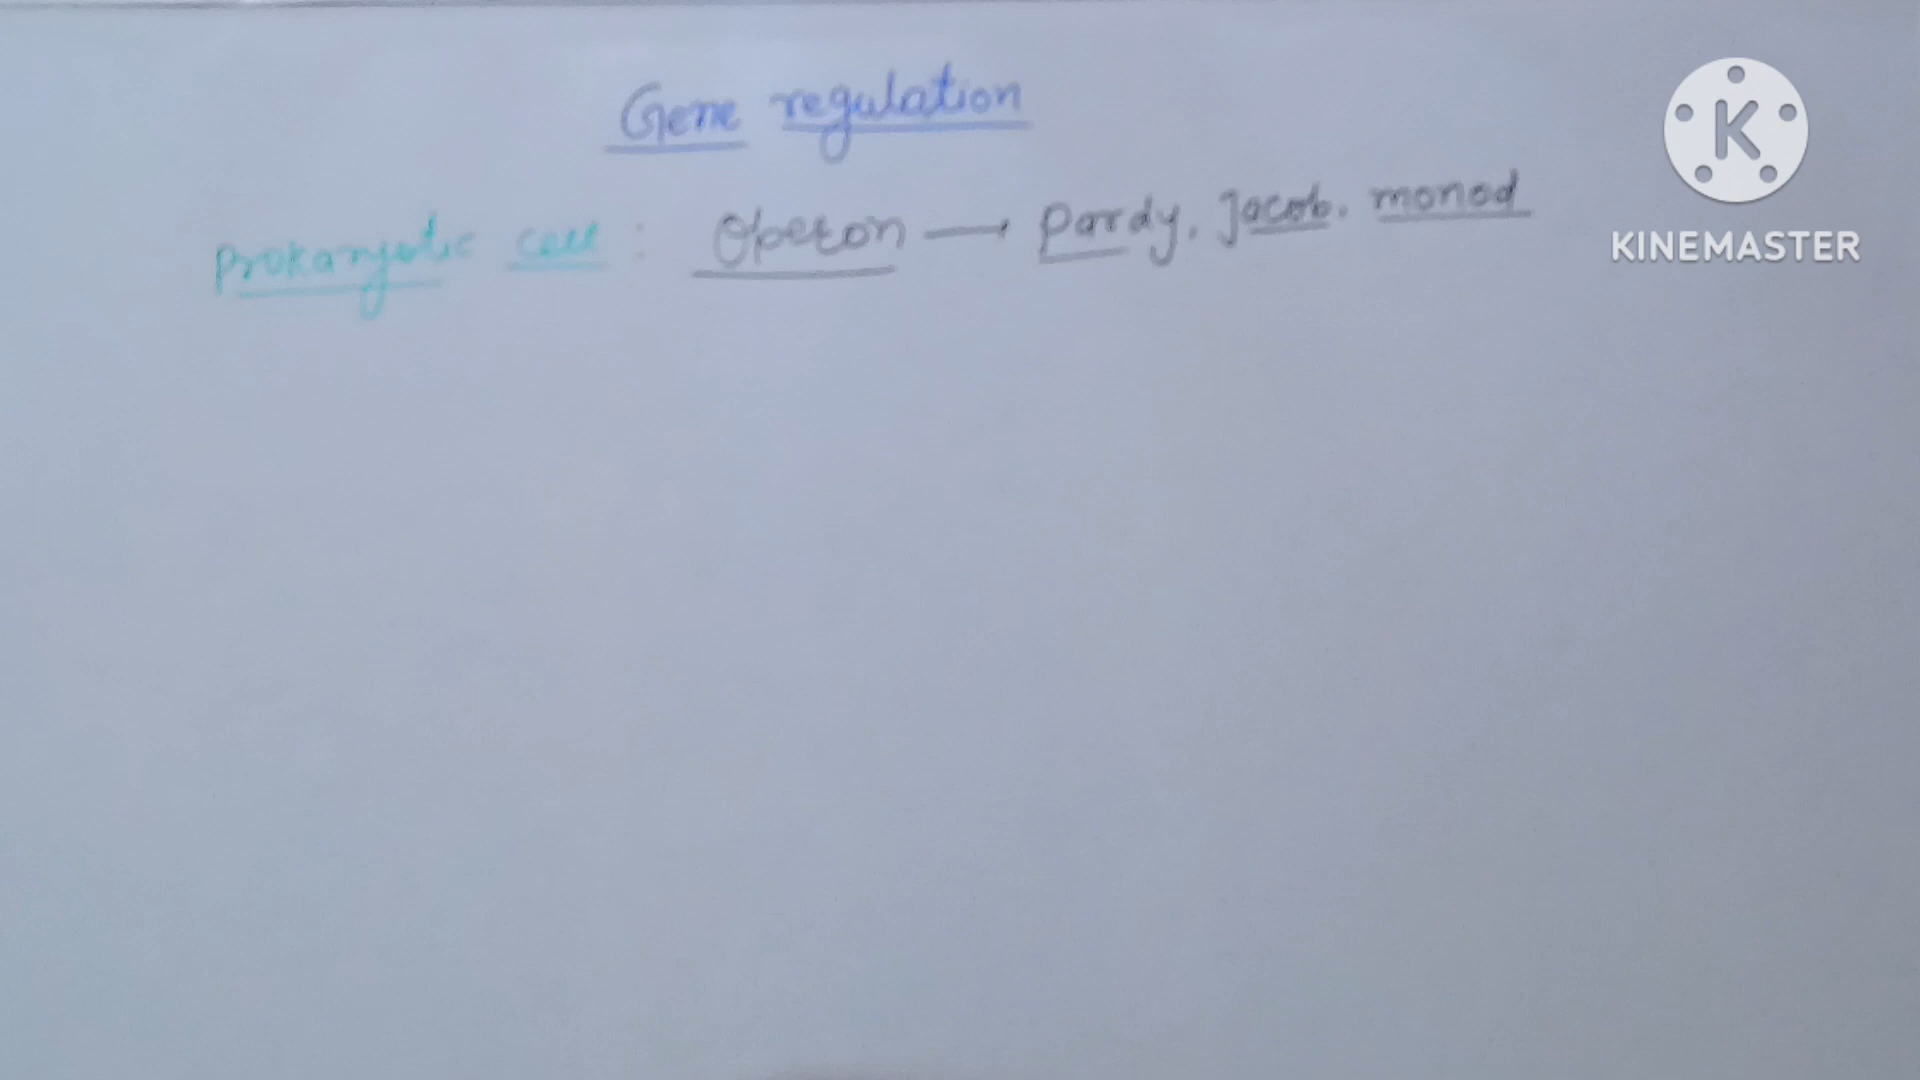 Gene regulation
Prokaryotic cell : Operon → Pardy, Jacob, monod
K
KINEMASTER